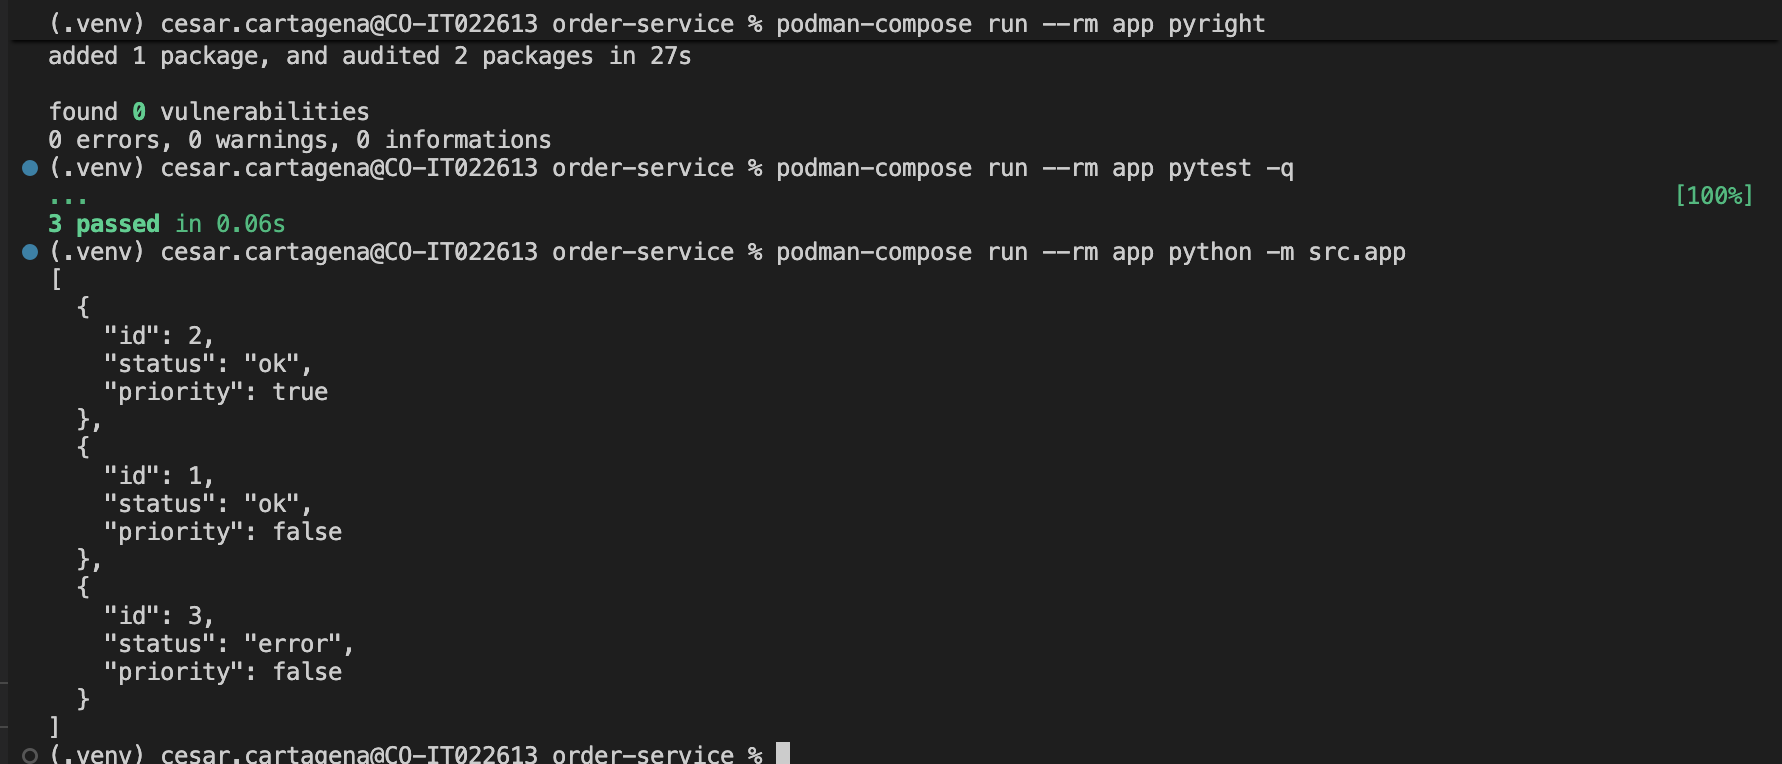 (.venv) cesar.cartagena@CO-IT022613 order-service % podman-compose run --rm app pyright
added 1 package, and audited 2 packages in 27s
found 0 vulnerabilities
0 errors, 0 warnings, 0 informations
(.venv) cesar.cartagena@CO-IT022613 order-service % podman-compose run --rm app pytest -q
... [100%]
3 passed in 0.06s
(.venv) cesar.cartagena@CO-IT022613 order-service % podman-compose run --rm app python -m src.app
[
  {
    "id": 2,
    "status": "ok",
    "priority": true
  },
  {
    "id": 1,
    "status": "ok",
    "priority": false
  },
  {
    "id": 3,
    "status": "error",
    "priority": false
  }
]
(.venv) cesar.cartagena@CO-IT022613 order-service %